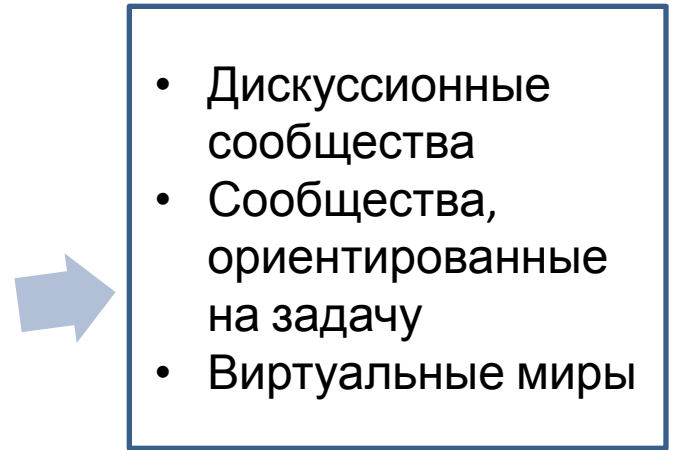 • Дискуссионные
сообщества
• Сообщества,
ориентированные
на задачу
• Виртуальные миры